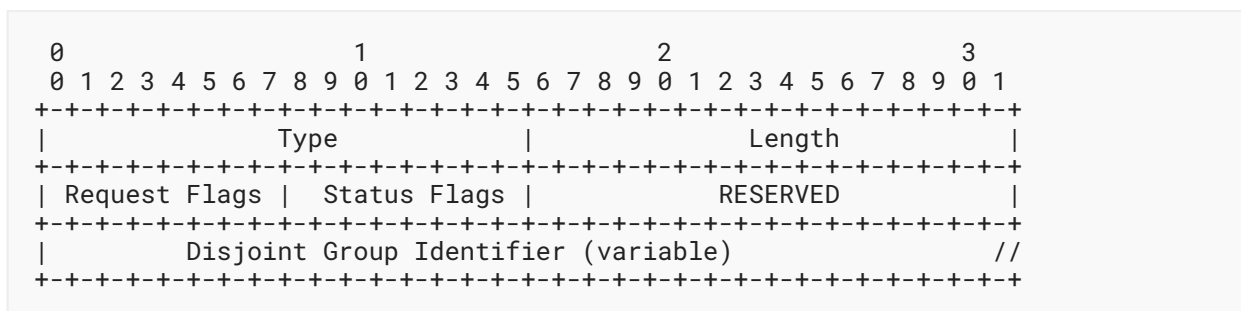 0                   1                   2                   3
 0 1 2 3 4 5 6 7 8 9 0 1 2 3 4 5 6 7 8 9 0 1 2 3 4 5 6 7 8 9 0 1
+-+-+-+-+-+-+-+-+-+-+-+-+-+-+-+-+-+-+-+-+-+-+-+-+-+-+-+-+-+-+-+-+
|               Type            |              Length           |
+-+-+-+-+-+-+-+-+-+-+-+-+-+-+-+-+-+-+-+-+-+-+-+-+-+-+-+-+-+-+-+-+
| Request Flags |  Status Flags |            RESERVED           |
+-+-+-+-+-+-+-+-+-+-+-+-+-+-+-+-+-+-+-+-+-+-+-+-+-+-+-+-+-+-+-+-+
|         Disjoint Group Identifier (variable)                 //
+-+-+-+-+-+-+-+-+-+-+-+-+-+-+-+-+-+-+-+-+-+-+-+-+-+-+-+-+-+-+-+-+